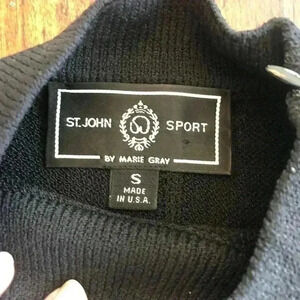 ST. JOHN SPORT
BY MARIE GRAY
S
MADE
IN U.S.A.